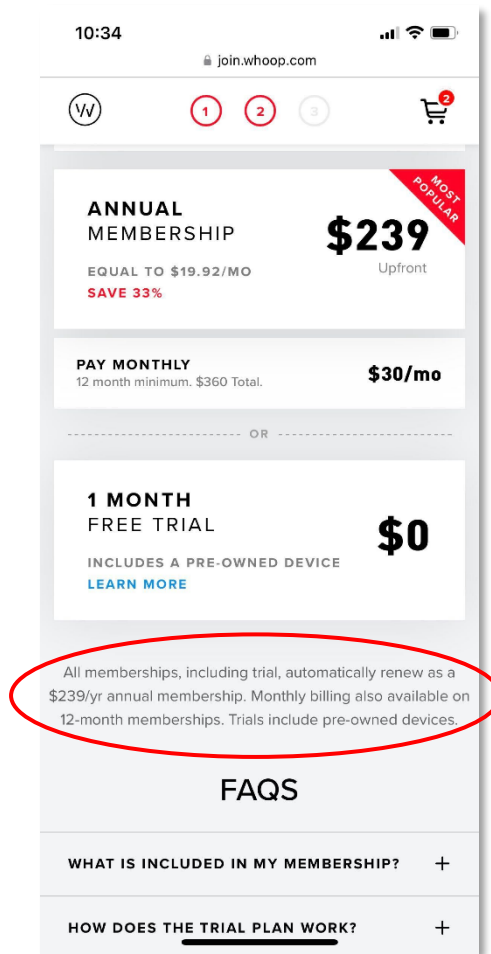 10:34
join.whoop.com
W
1 2 3
2
MOST
POPULAR
ANNUAL
MEMBERSHIP
$239
EQUAL TO $19.92/MO
Upfront
SAVE 33%
PAY MONTHLY
$30/mo
12 month minimum. $360 Total.
OR
1 MONTH
FREE TRIAL
$0
INCLUDES A PRE-OWNED DEVICE
LEARN MORE
All memberships, including trial, automatically renew as a
$239/yr annual membership. Monthly billing also available on
12-month memberships. Trials include pre-owned devices.
FAQS
WHAT IS INCLUDED IN MY MEMBERSHIP? +
HOW DOES THE TRIAL PLAN WORK? +